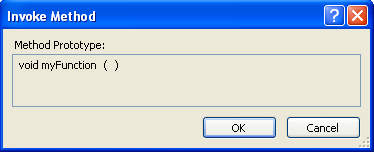 Invoke Method
Method Prototype:
void myFunction ( )
OK
Cancel